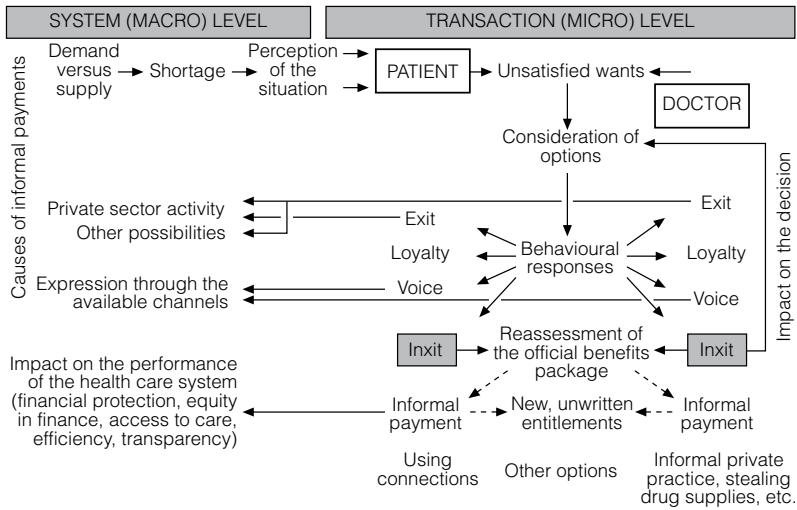 SYSTEM (MACRO) LEVEL
TRANSACTION (MICRO) LEVEL
Causes of informal payments
Demand
versus
supply
Shortage
Perception
of the
situation
PATIENT
Unsatisfied wants
DOCTOR
Consideration of
options
Impact on the decision
Private sector activity
Other possibilities
Exit
Exit
Loyalty
Behavioural
responses
Loyalty
Expression through the
available channels
Voice
Voice
Inxit
Reassessment of
the official benefits
package
Inxit
Impact on the performance
of the health care system
(financial protection, equity
in finance, access to care,
efficiency, transparency)
Informal
payment
New, unwritten
entitlements
Informal
payment
Using
connections
Other options
Informal private
practice, stealing
drug supplies, etc.